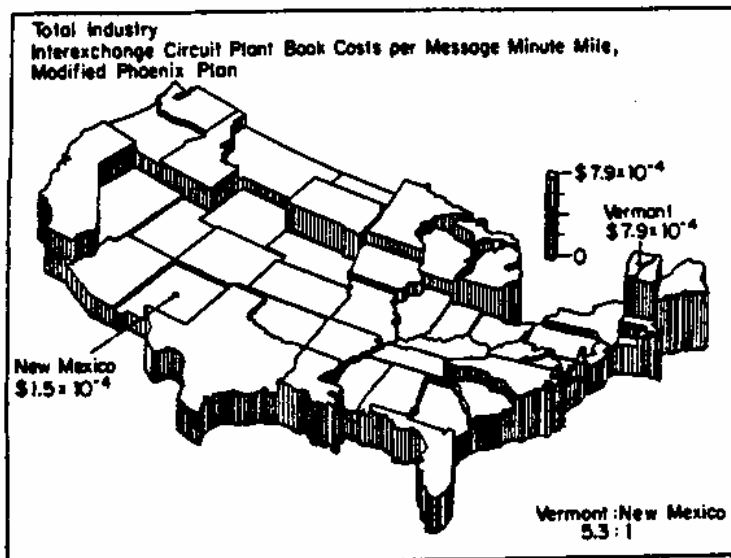 Total Industry
Interexchange Circuit Plant Book Costs per Message Minute Mile,
Modified Phoenix Plan
$7.9×10⁻⁴
0
Vermont
$7.9×10⁻⁴
New Mexico
$1.5×10⁻⁴
Vermont:New Mexico
5.3:1